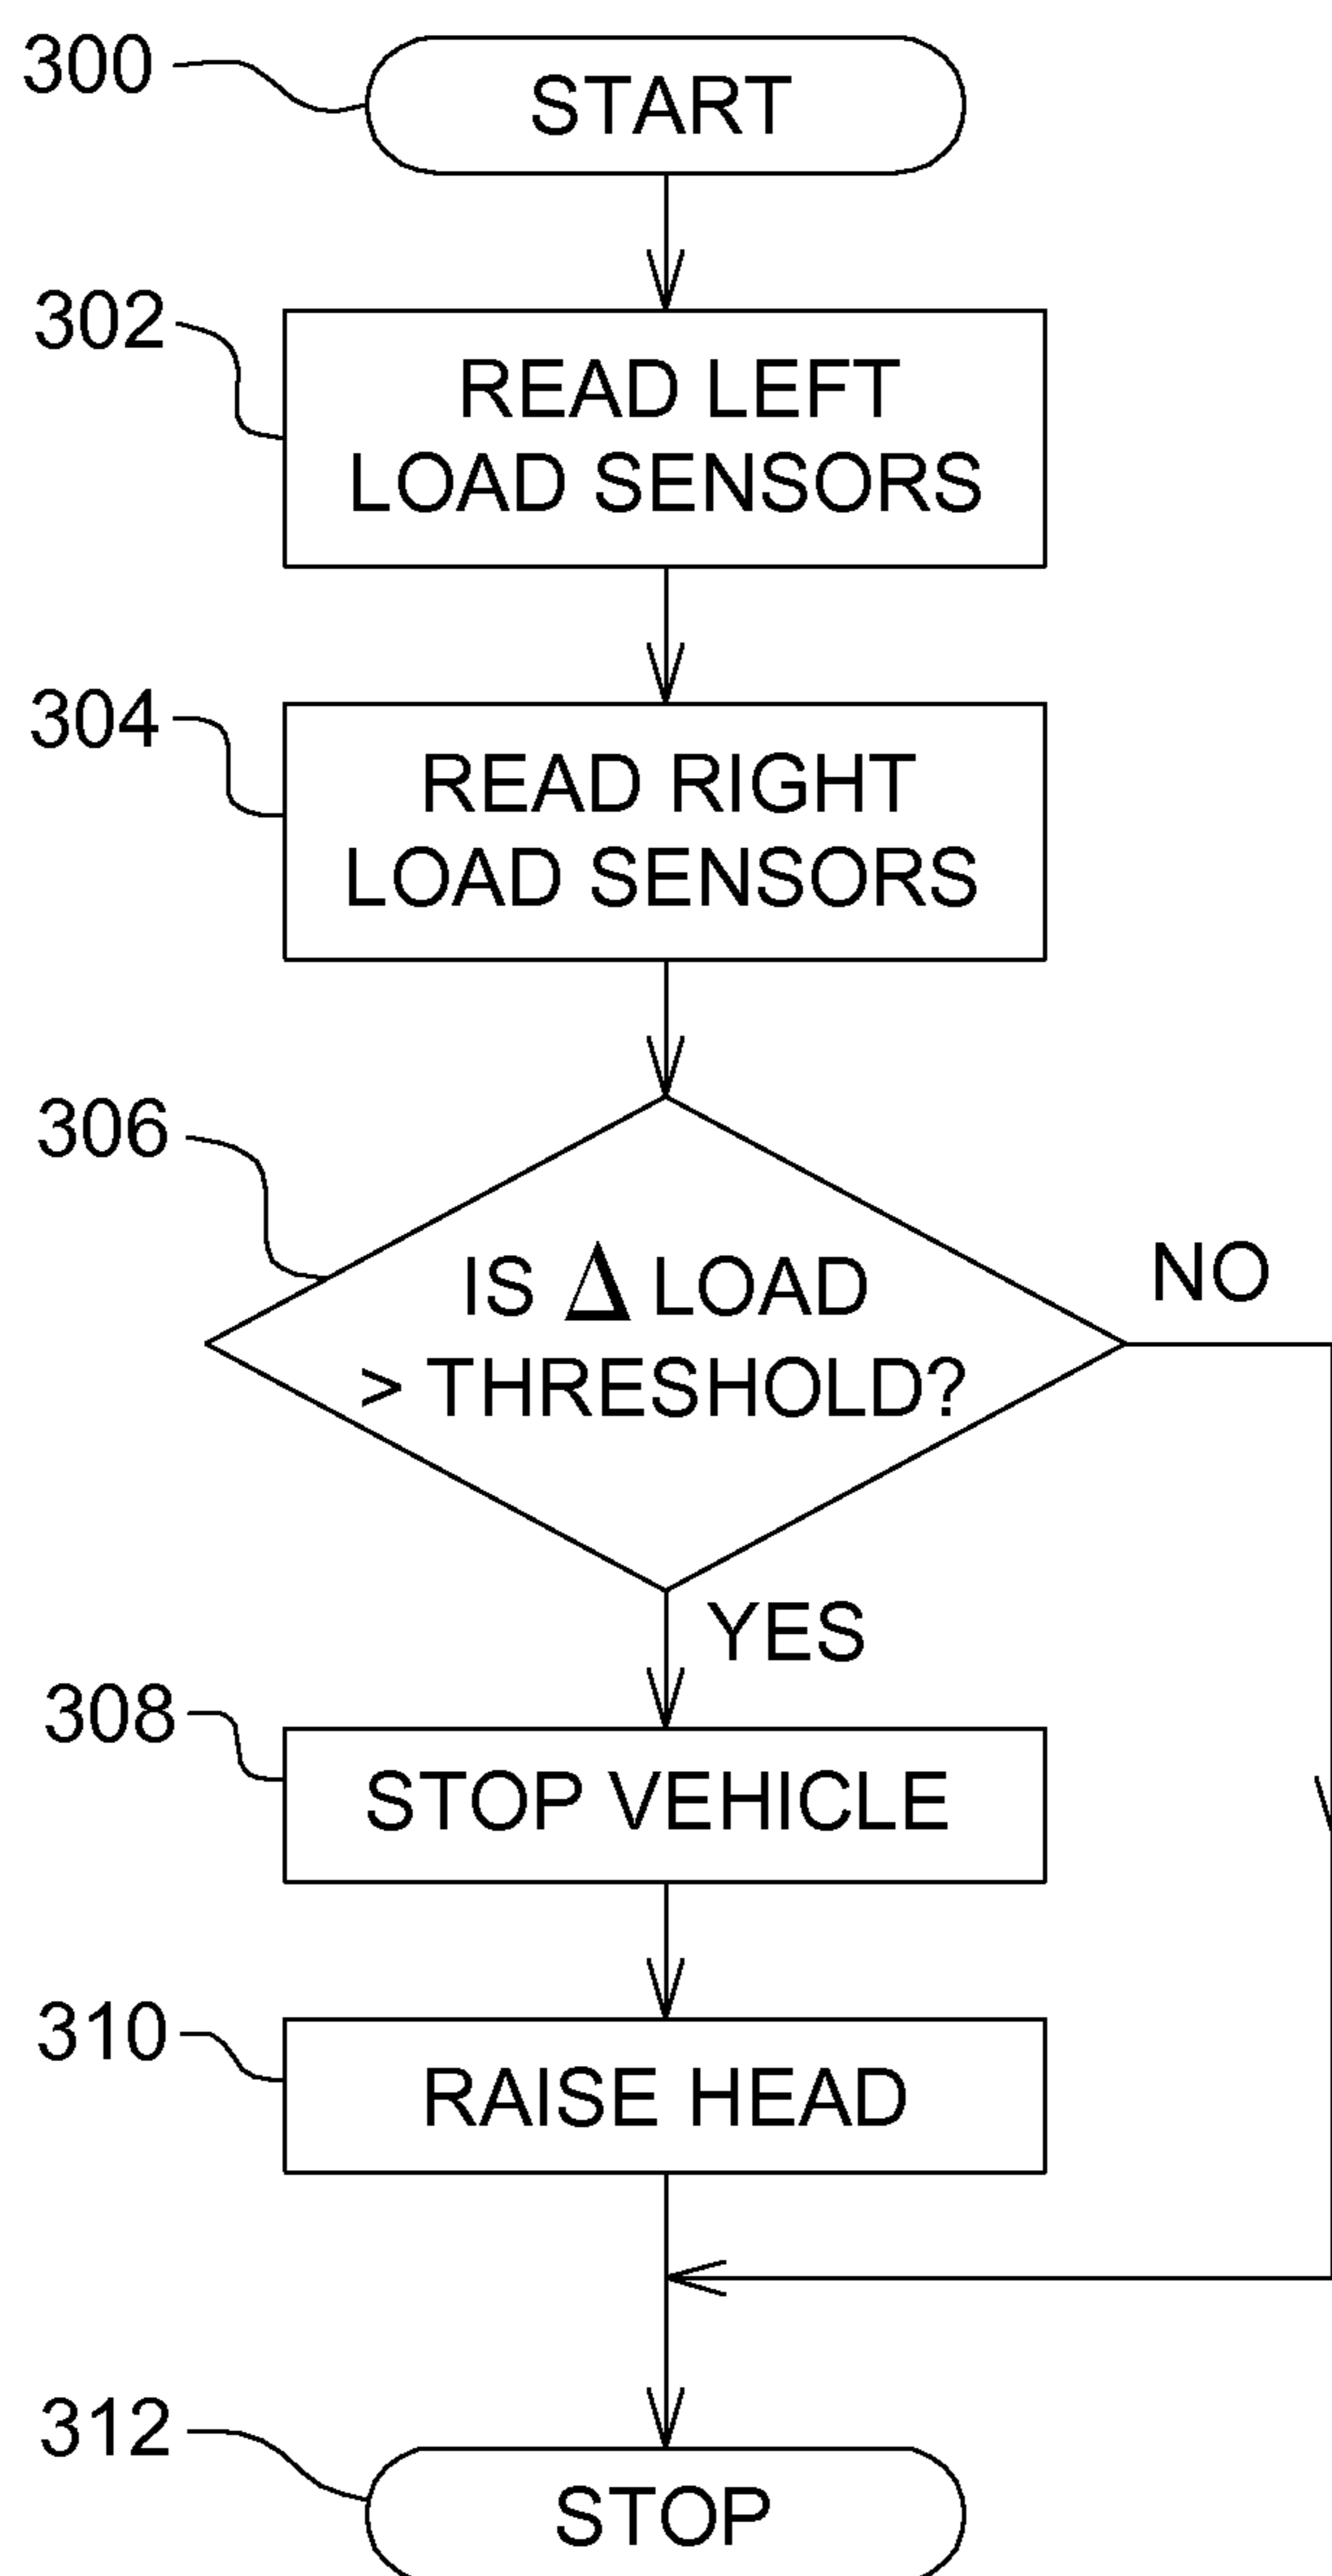 300
START
302
READ LEFT
LOAD SENSORS
304
READ RIGHT
LOAD SENSORS
306
IS Δ LOAD
> THRESHOLD?
NO
YES
308
STOP VEHICLE
310
RAISE HEAD
312
STOP